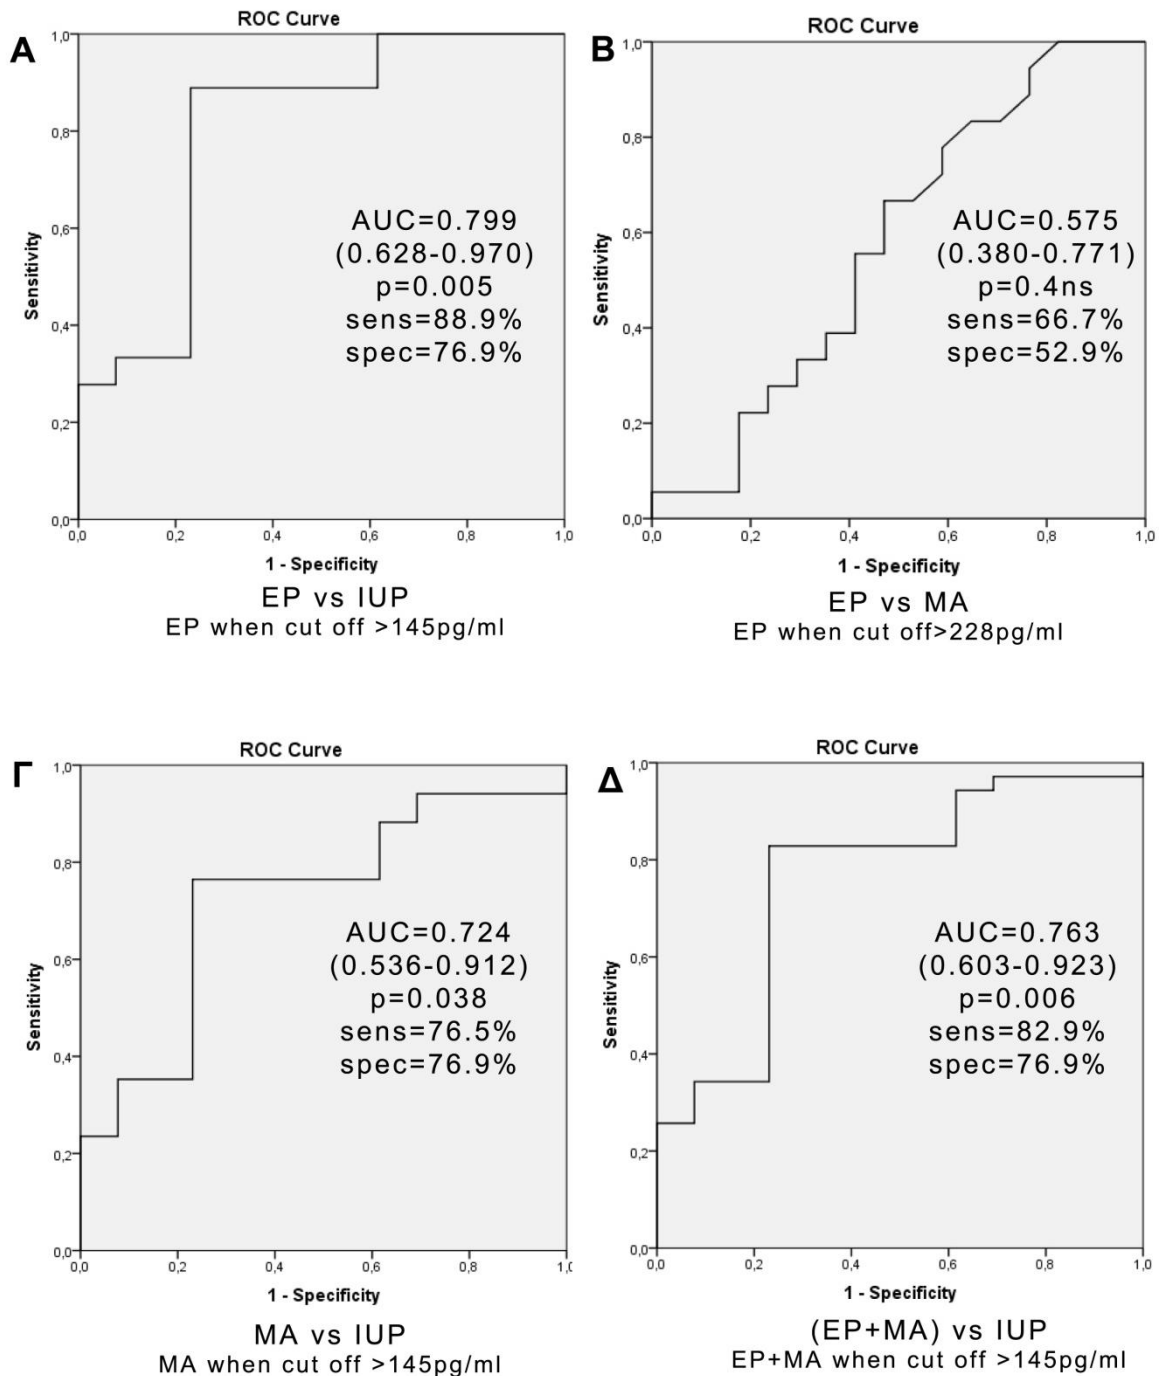 A
ROC Curve
Sensitivity
1,0
0,8
0,6
0,4
0,2
0,0
AUC=0.799
(0.628-0.970)
p=0.005
sens=88.9%
spec=76.9%
0,0 0,2 0,4 0,6 0,8 1,0
1 - Specificity
EP vs IUP
EP when cut off >145pg/ml
B
ROC Curve
Sensitivity
1,0
0,8
0,6
0,4
0,2
0,0
AUC=0.575
(0.380-0.771)
p=0.4ns
sens=66.7%
spec=52.9%
0,0 0,2 0,4 0,6 0,8 1,0
1 - Specificity
EP vs MA
EP when cut off>228pg/ml
Γ
ROC Curve
Sensitivity
1,0
0,8
0,6
0,4
0,2
0,0
AUC=0.724
(0.536-0.912)
p=0.038
sens=76.5%
spec=76.9%
0,0 0,2 0,4 0,6 0,8 1,0
1 - Specificity
MA vs IUP
MA when cut off >145pg/ml
Δ
ROC Curve
Sensitivity
1,0
0,8
0,6
0,4
0,2
0,0
AUC=0.763
(0.603-0.923)
p=0.006
sens=82.9%
spec=76.9%
0,0 0,2 0,4 0,6 0,8 1,0
1 - Specificity
(EP+MA) vs IUP
EP+MA when cut off >145pg/ml